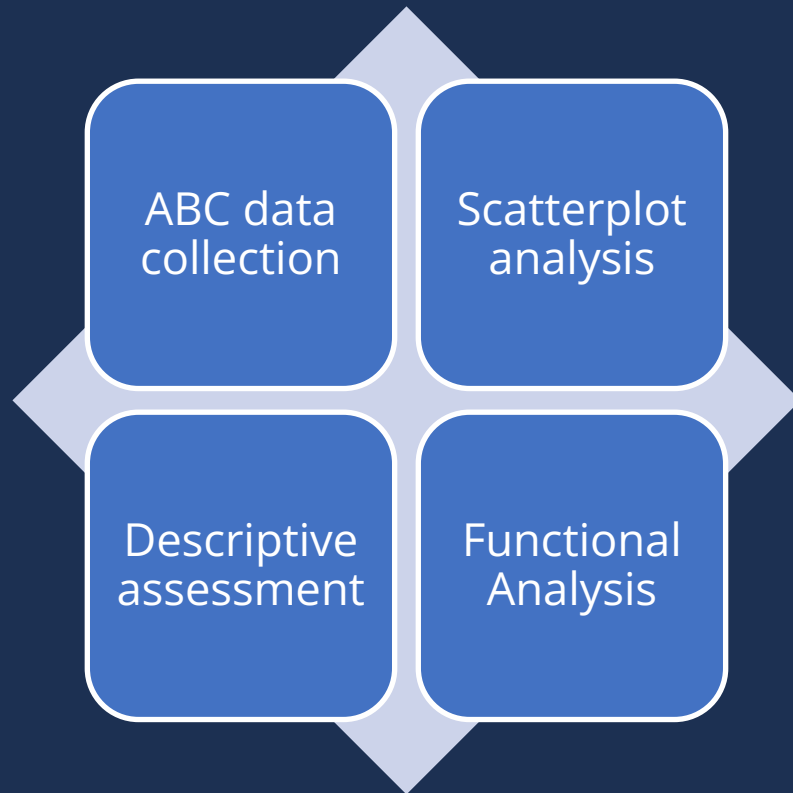 ABC data
collection
Scatterplot
analysis
Descriptive
assessment
Functional
Analysis